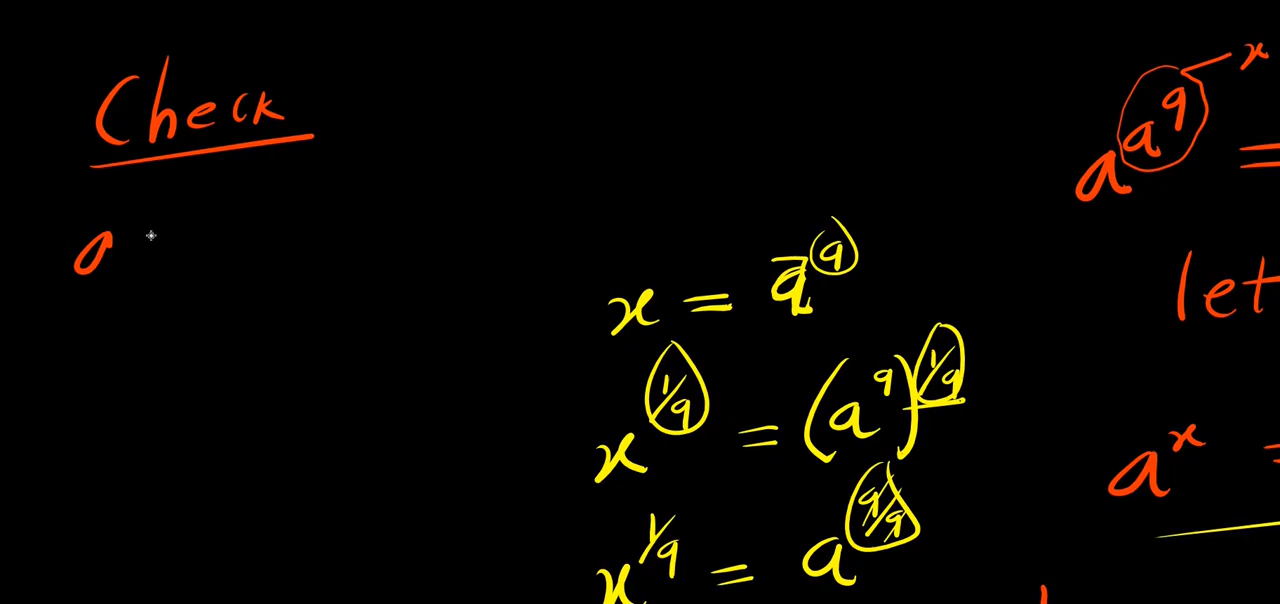 Check
a
x = a^9
x^(1/9) = (a^9)^(1/9)
x^(1/9) = a^(9/9)
a^(a^9) = x
let
a^x =